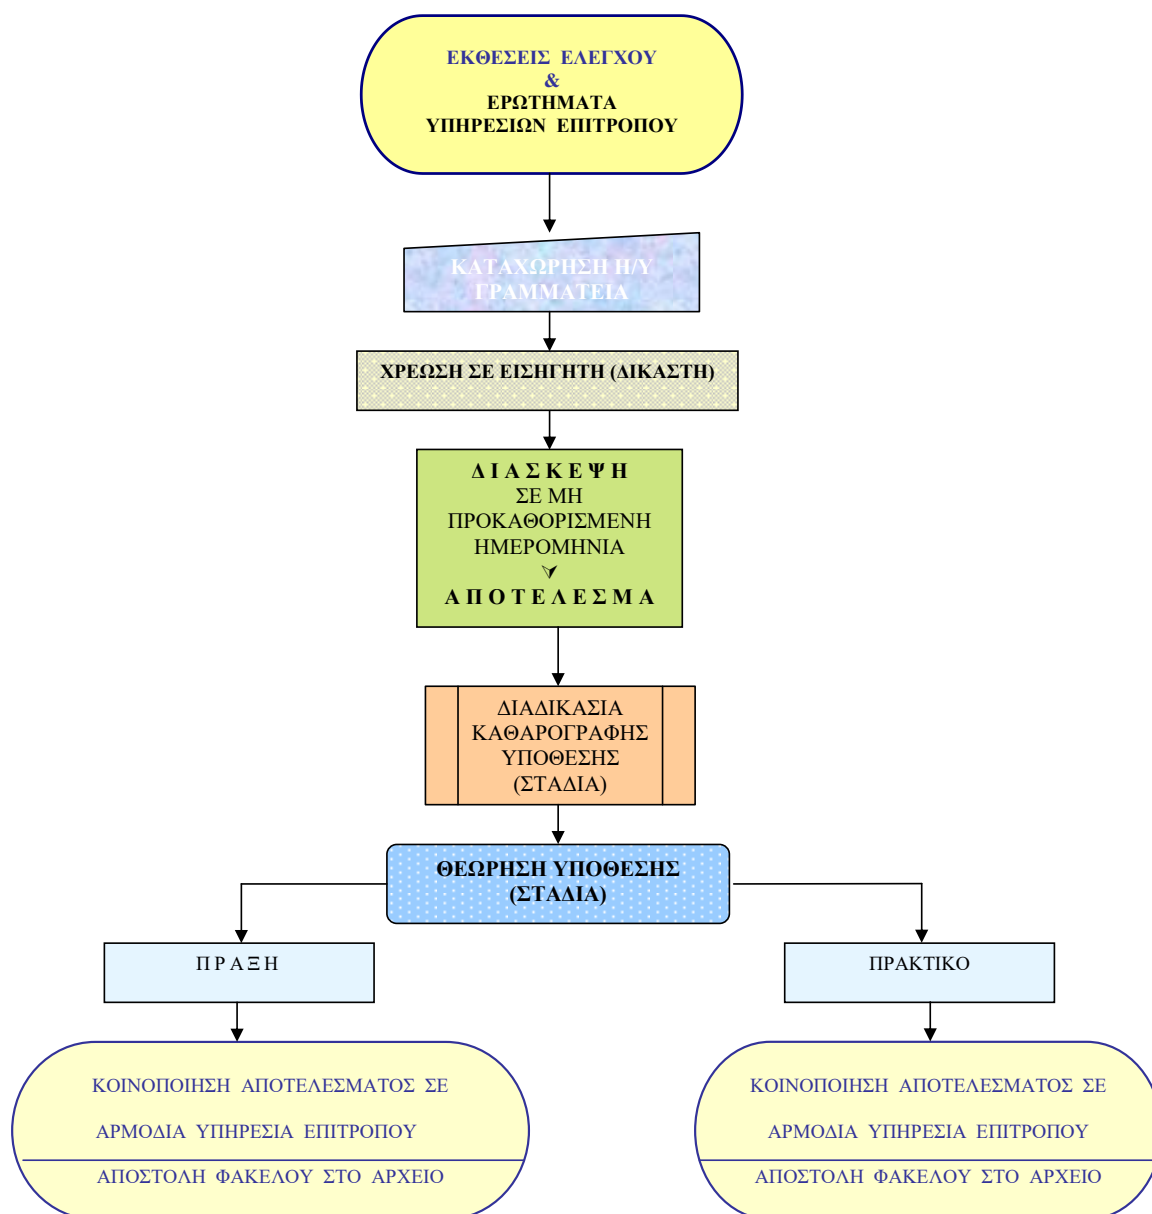 ΕΚΘΕΣΕΙΣ ΕΛΕΓΧΟΥ
&
ΕΡΩΤΗΜΑΤΑ
ΥΠΗΡΕΣΙΩΝ ΕΠΙΤΡΟΠΟΥ
ΚΑΤΑΧΩΡΗΣΗ Η/Υ
ΓΡΑΜΜΑΤΕΙΑ
ΧΡΕΩΣΗ ΣΕ ΕΙΣΗΓΗΤΗ (ΔΙΚΑΣΤΗ)
Δ Ι Α Σ Κ Ε Ψ Η
ΣΕ ΜΗ
ΠΡΟΚΑΘΟΡΙΣΜΕΝΗ
ΗΜΕΡΟΜΗΝΙΑ
Α Π Ο Τ Ε Λ Ε Σ Μ Α
ΔΙΑΔΙΚΑΣΙΑ
ΚΑΘΑΡΟΓΡΑΦΗΣ
ΥΠΟΘΕΣΗΣ
(ΣΤΑΔΙΑ)
ΘΕΩΡΗΣΗ ΥΠΟΘΕΣΗΣ
(ΣΤΑΔΙΑ)
Π Ρ Α Ξ Η
ΠΡΑΚΤΙΚΟ
ΚΟΙΝΟΠΟΙΗΣΗ ΑΠΟΤΕΛΕΣΜΑΤΟΣ ΣΕ
ΑΡΜΟΔΙΑ ΥΠΗΡΕΣΙΑ ΕΠΙΤΡΟΠΟΥ
ΑΠΟΣΤΟΛΗ ΦΑΚΕΛΟΥ ΣΤΟ ΑΡΧΕΙΟ
ΚΟΙΝΟΠΟΙΗΣΗ ΑΠΟΤΕΛΕΣΜΑΤΟΣ ΣΕ
ΑΡΜΟΔΙΑ ΥΠΗΡΕΣΙΑ ΕΠΙΤΡΟΠΟΥ
ΑΠΟΣΤΟΛΗ ΦΑΚΕΛΟΥ ΣΤΟ ΑΡΧΕΙΟ